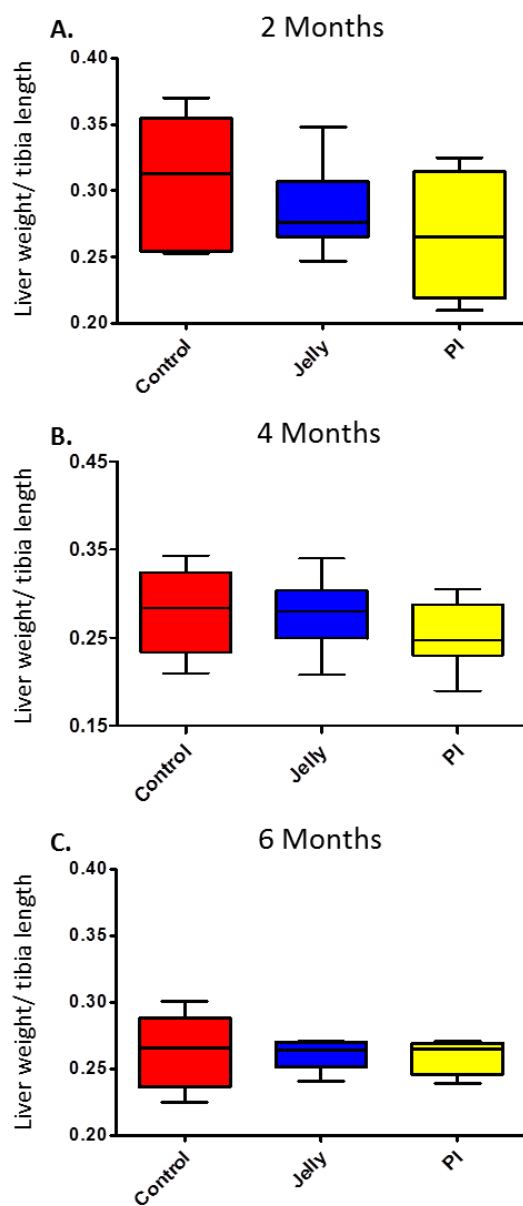 A.
2 Months
Liver weight/ tibia length
0.40
0.35
0.30
0.25
0.20
Control
Jelly
PI
B.
4 Months
Liver weight/ tibia length
0.45
0.35
0.25
0.15
Control
Jelly
PI
C.
6 Months
Liver weight/ tibia length
0.40
0.35
0.30
0.25
0.20
Control
Jelly
PI